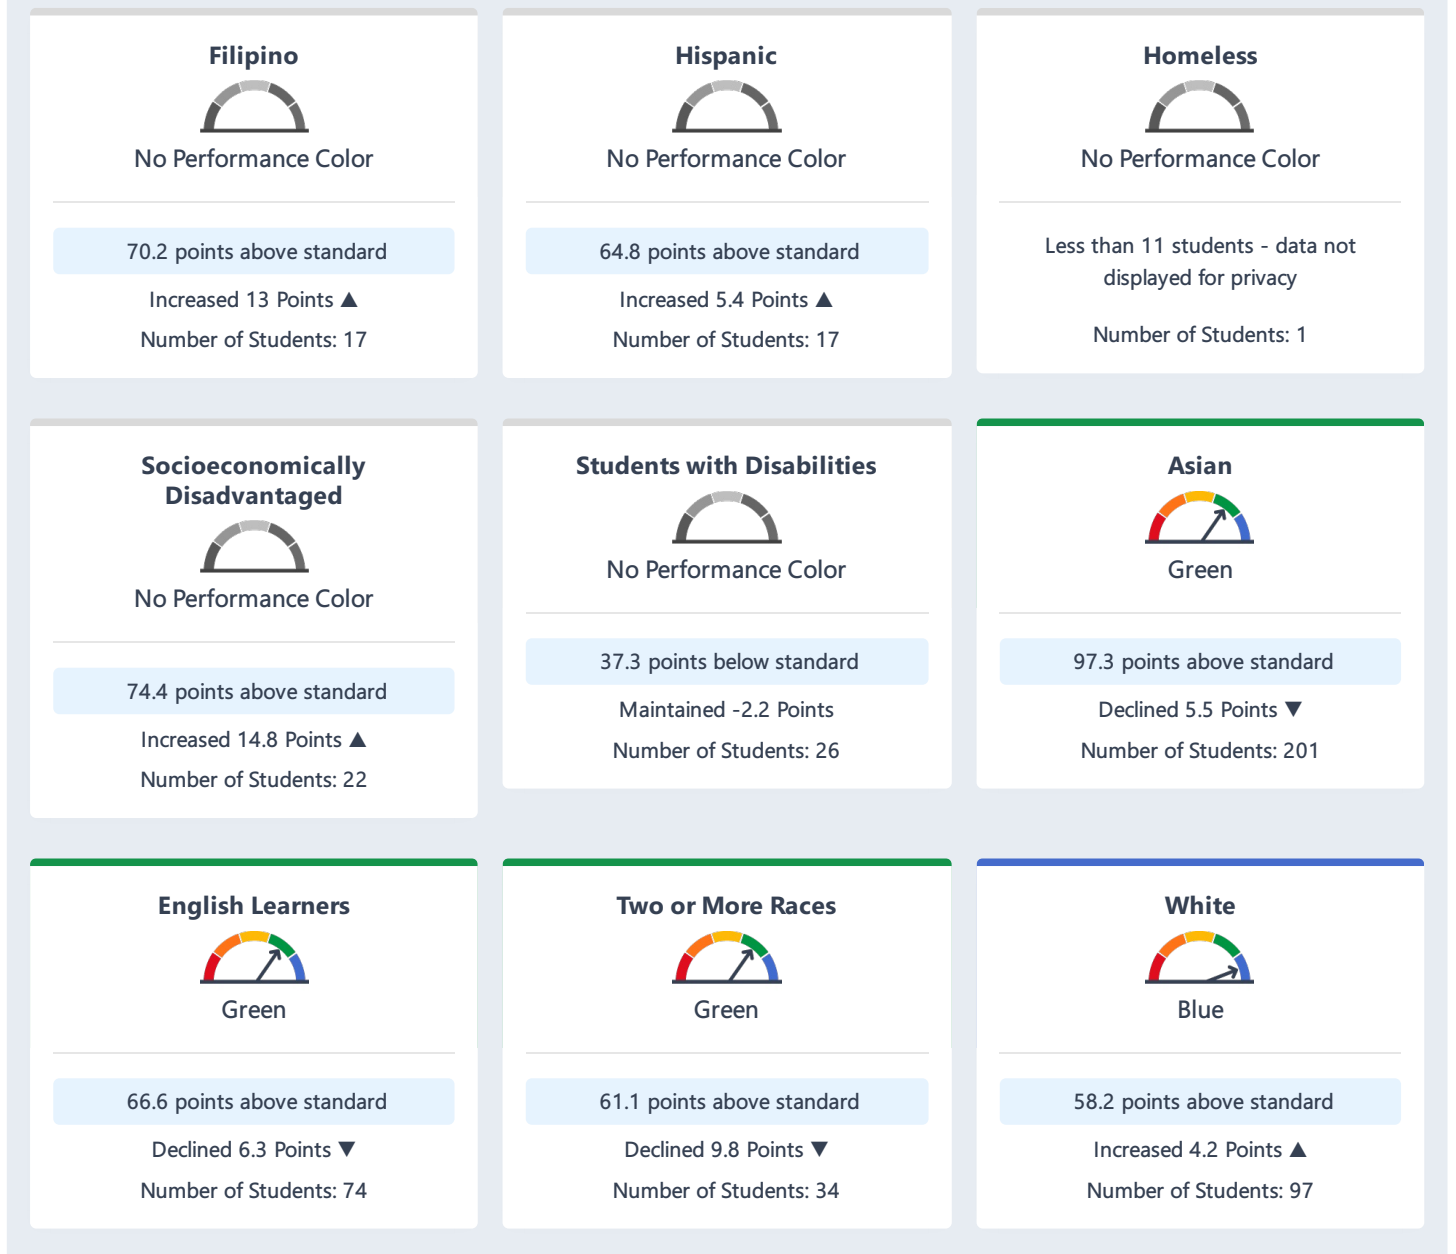 Filipino
No Performance Color
70.2 points above standard
Increased 13 Points ▲
Number of Students: 17
Hispanic
No Performance Color
64.8 points above standard
Increased 5.4 Points ▲
Number of Students: 17
Homeless
No Performance Color
Less than 11 students - data not
displayed for privacy
Number of Students: 1
Socioeconomically
Disadvantaged
No Performance Color
74.4 points above standard
Increased 14.8 Points ▲
Number of Students: 22
Students with Disabilities
No Performance Color
37.3 points below standard
Maintained -2.2 Points
Number of Students: 26
Asian
Green
97.3 points above standard
Declined 5.5 Points ▼
Number of Students: 201
English Learners
Green
66.6 points above standard
Declined 6.3 Points ▼
Number of Students: 74
Two or More Races
Green
61.1 points above standard
Declined 9.8 Points ▼
Number of Students: 34
White
Blue
58.2 points above standard
Increased 4.2 Points ▲
Number of Students: 97